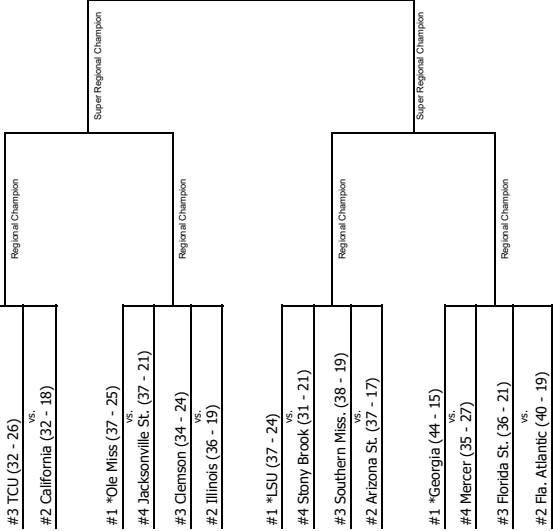 Super Regional Champion
Super Regional Champion
Regional Champion
Regional Champion
Regional Champion
Regional Champion
#3 TCU (32 - 26)
vs.
#2 California (32 - 18)
#1 *Ole Miss (37 - 25)
vs.
#4 Jacksonville St. (37 - 21)
#3 Clemson (34 - 24)
vs.
#2 Illinois (36 - 19)
#1 *LSU (37 - 24)
vs.
#4 Stony Brook (31 - 21)
#3 Southern Miss. (38 - 19)
vs.
#2 Arizona St. (37 - 17)
#1 *Georgia (44 - 15)
vs.
#4 Mercer (35 - 27)
#3 Florida St. (36 - 21)
vs.
#2 Fla. Atlantic (40 - 19)